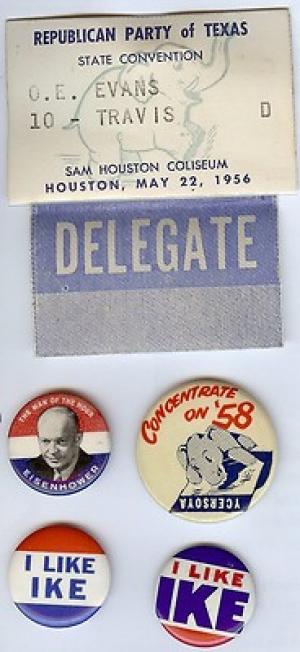 REPUBLICAN PARTY of TEXAS
STATE CONVENTION
O.E. EVANS
10 - TRAVIS D
SAM HOUSTON COLISEUM
HOUSTON, MAY 22, 1956
DELEGATE
THE MAN OF THE HOUR
EISENHOWER
CONCENTRATE
ON '58
I LIKE
IKE
I LIKE
IKE